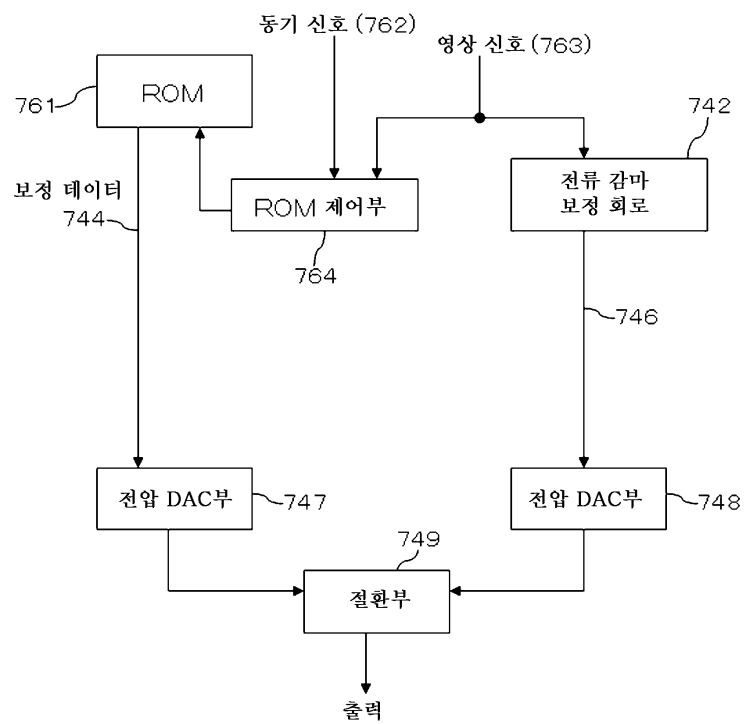 동기 신호 (762)
영상 신호 (763)
ROM
761
742
전류 감마
보정 회로
보정 데이터
744
ROM 제어부
764
746
전압 DAC부
747
전압 DAC부
748
749
절환부
출력